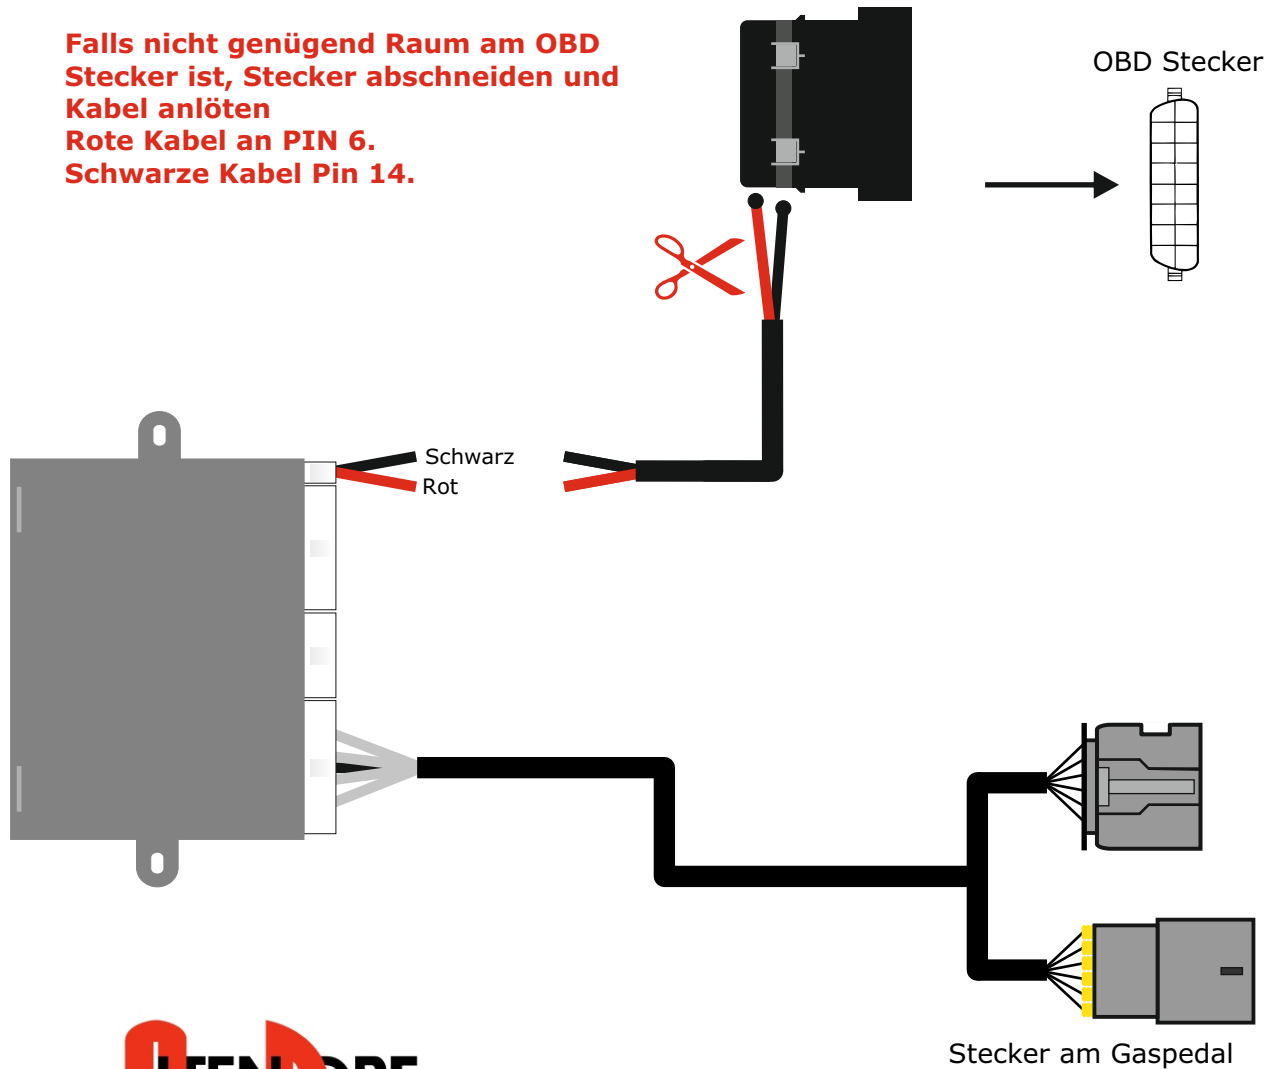 Falls nicht genügend Raum am OBD
Stecker ist, Stecker abschneiden und
Kabel anlöten
Rote Kabel an PIN 6.
Schwarze Kabel Pin 14.
OBD Stecker
Schwarz
Rot
Stecker am Gaspedal